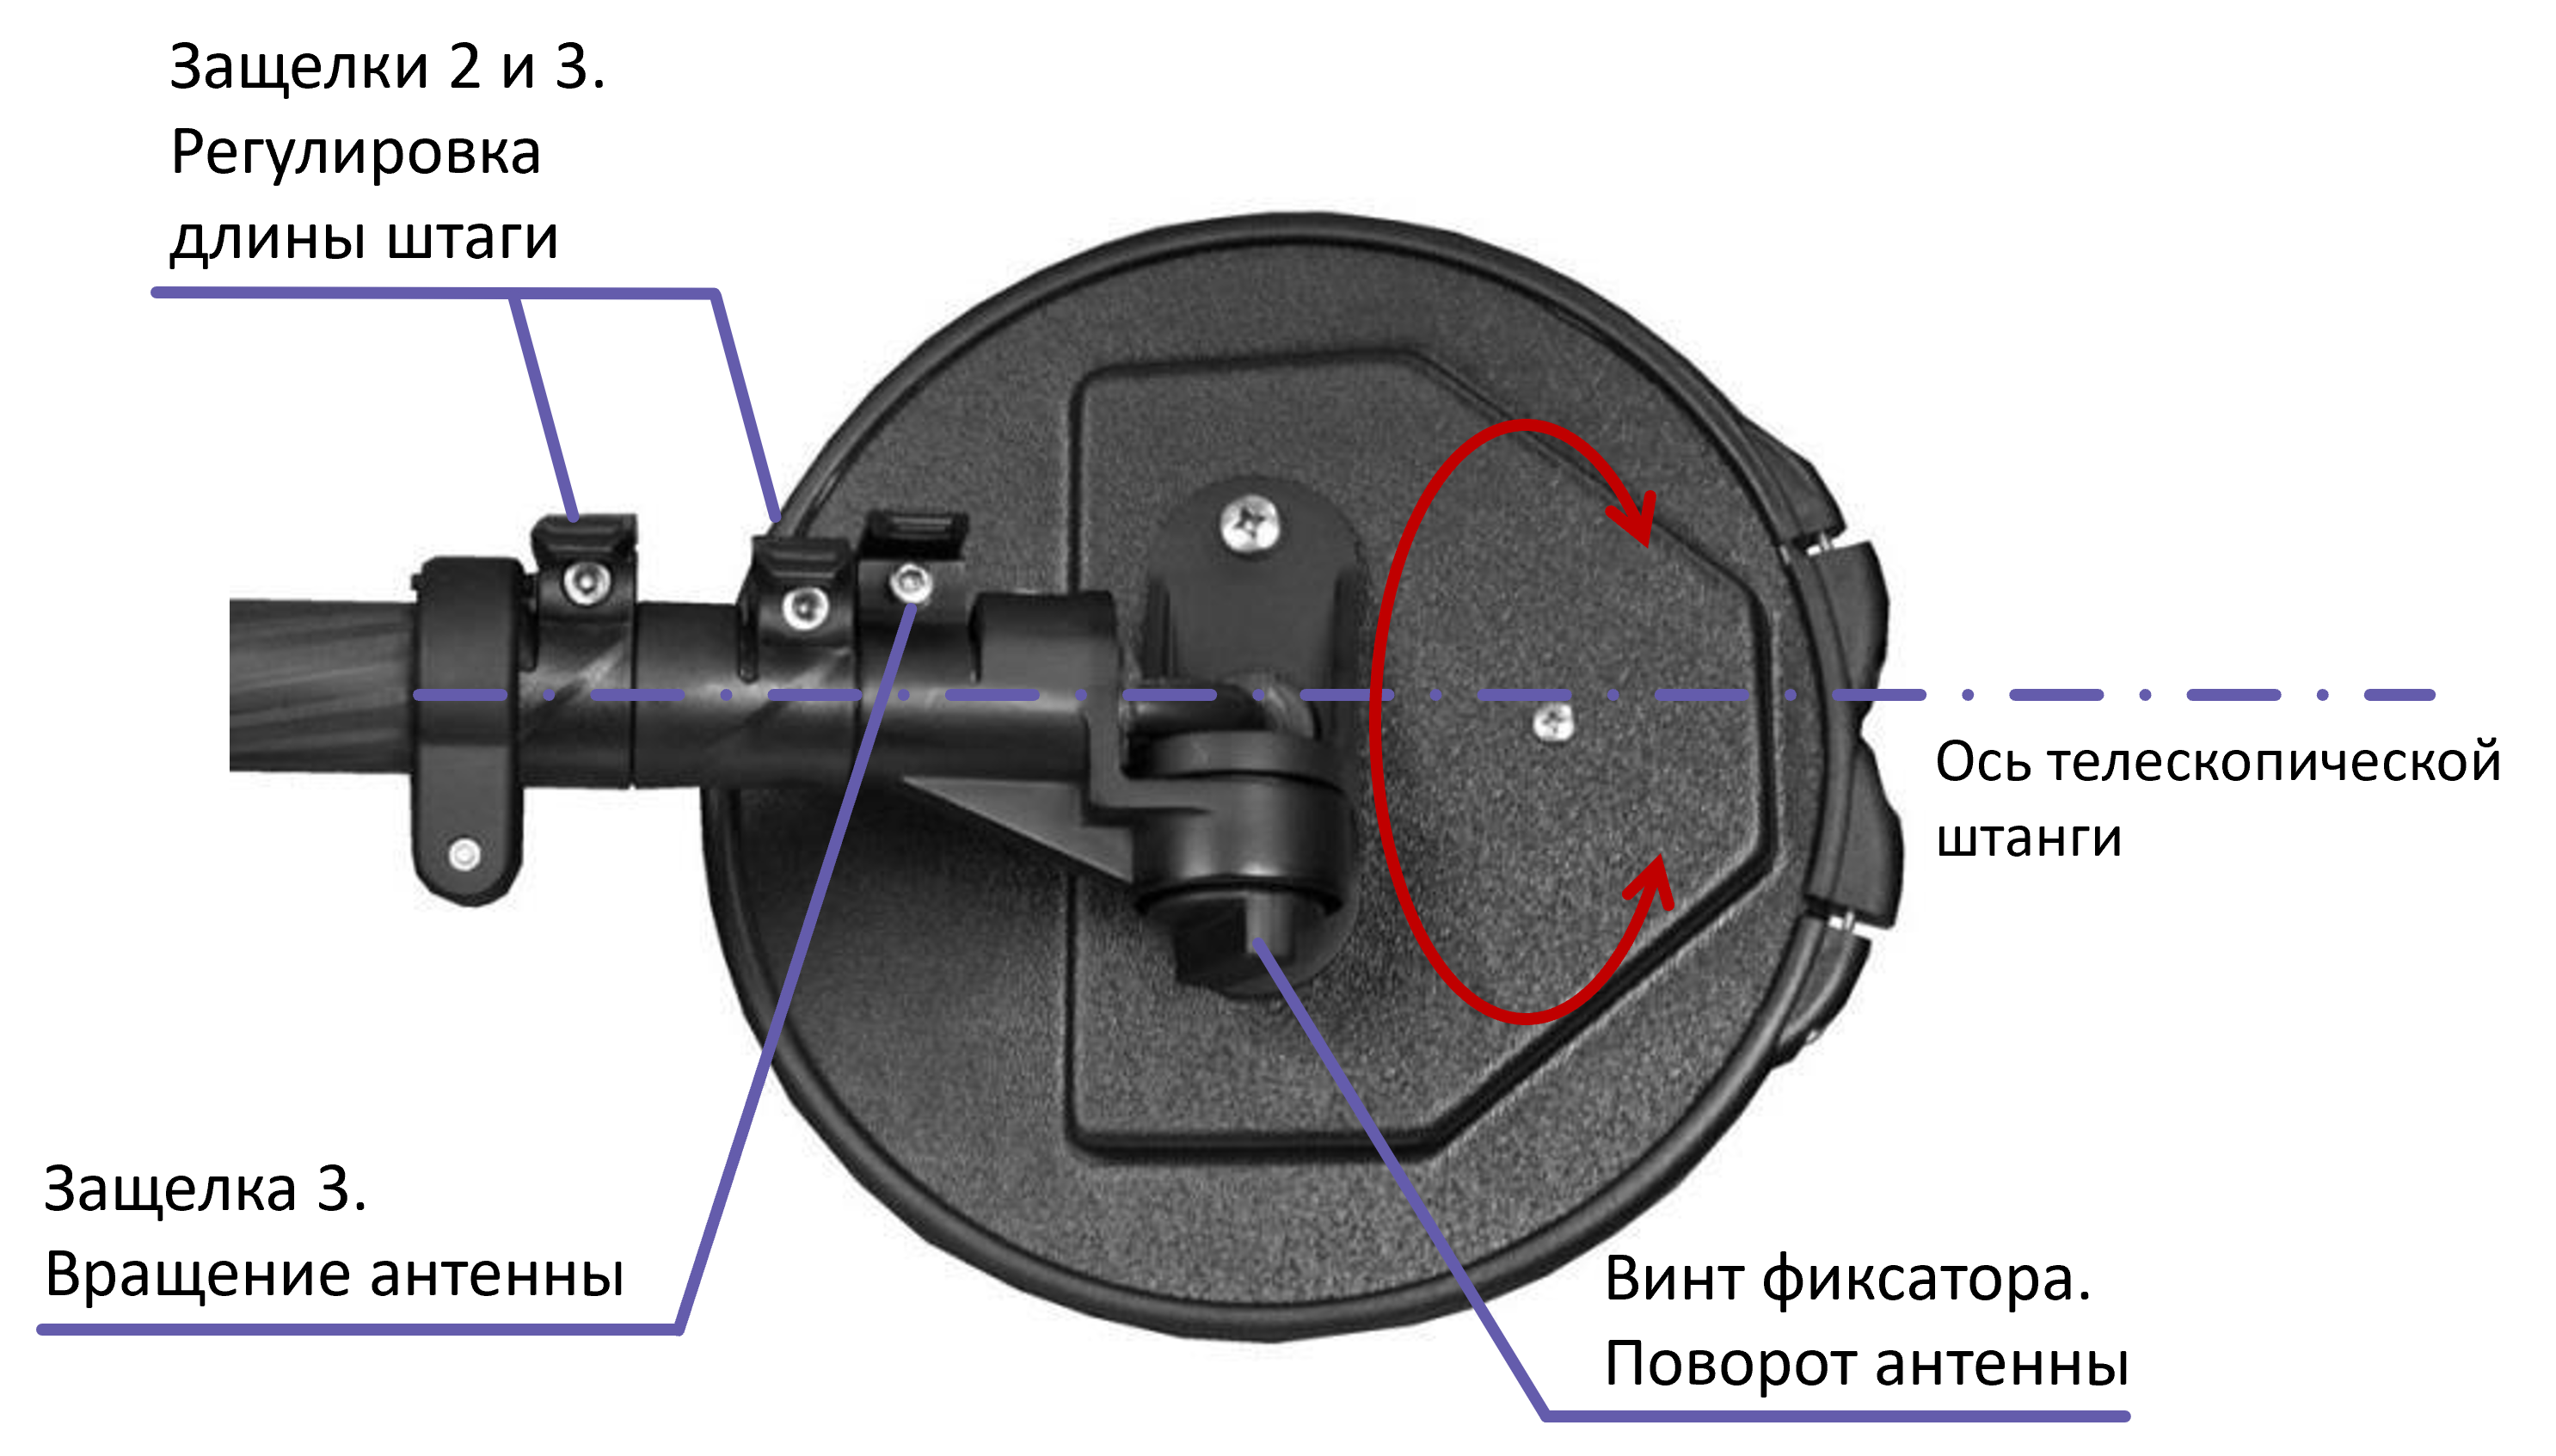 Защелки 2 и 3.
Регулировка
длины штаги
Ось телескопической
штанги
Защелка 3.
Вращение антенны
Винт фиксатора.
Поворот антенны